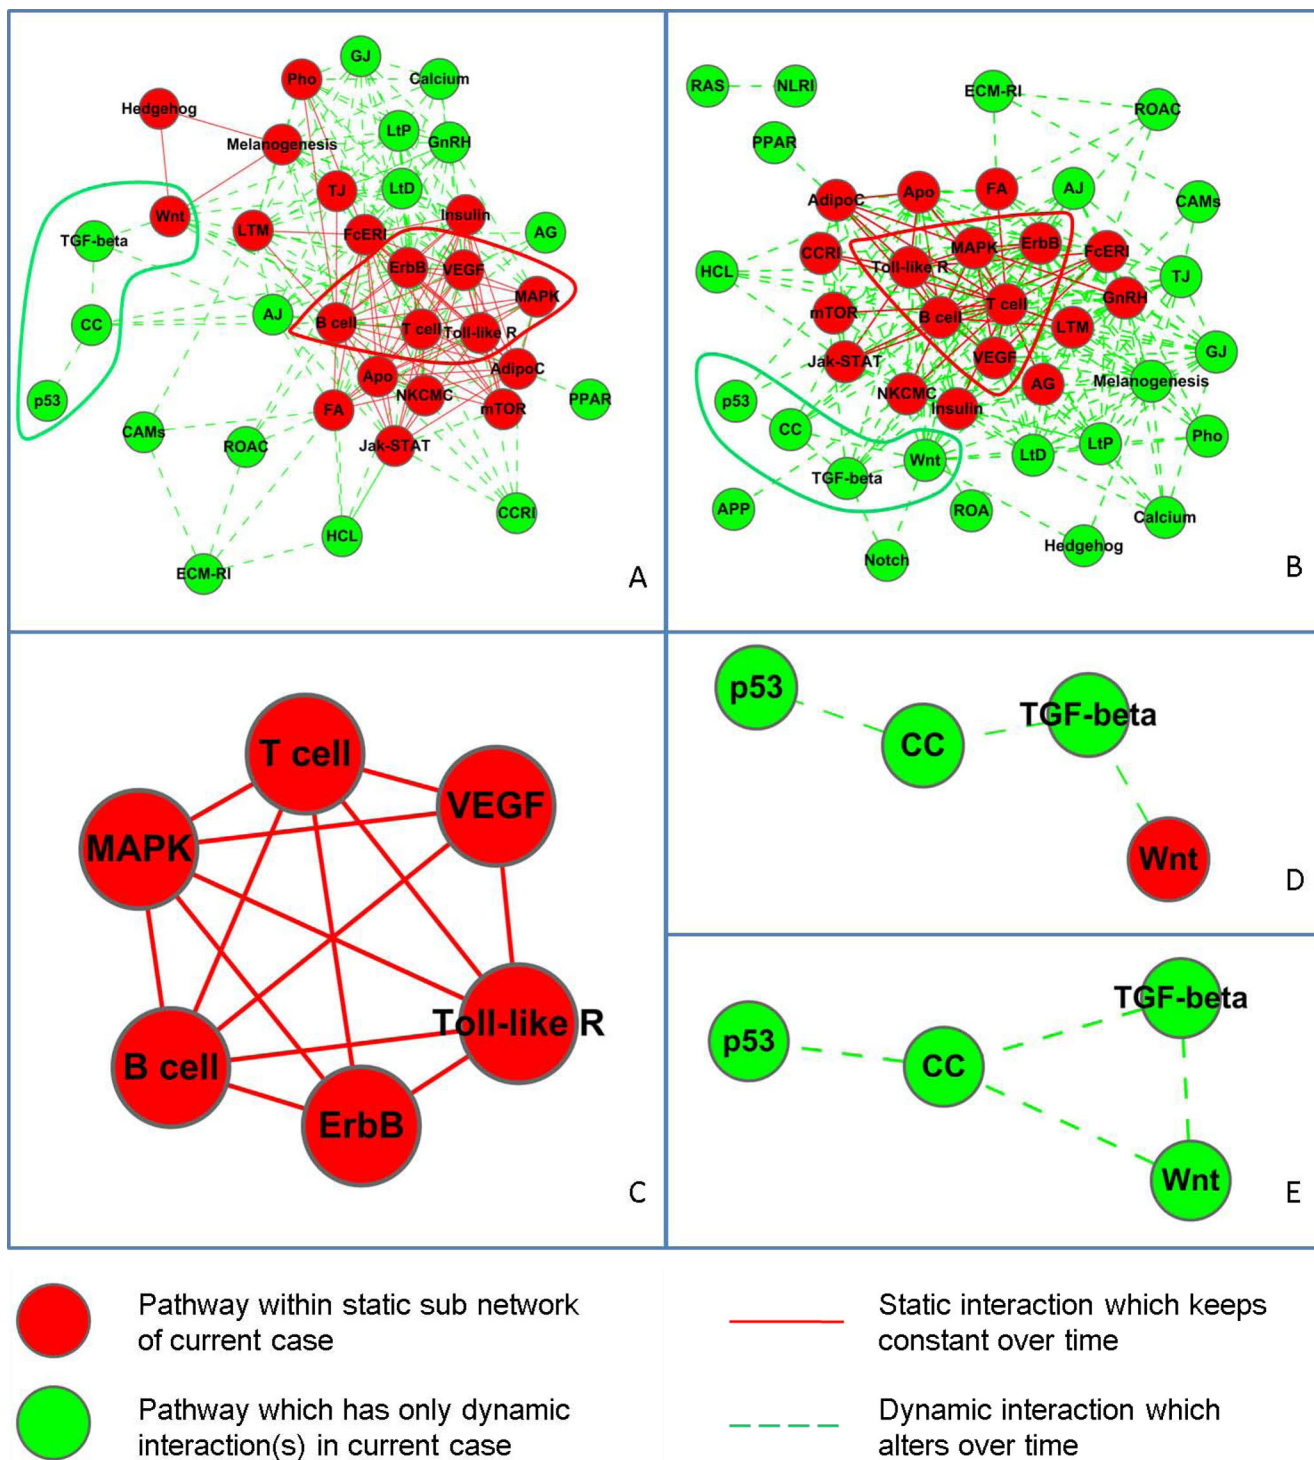 GJ
Pho
Calcium
Hedgehog
LtP
Melanogenesis
GnRH
TJ
LtD
Wnt
Insulin
TGF-beta
LTM
FcERI
AG
ErbB
VEGF
MAPK
CC
AJ
B cell
T cell
Toll-like R
Apo
AdipoC
NKCMC
p53
FA
mTOR
PPAR
CAMs
ROAC
Jak-STAT
CCRI
HCL
ECM-RI
A
RAS
NLRI
ECM-RI
ROAC
PPAR
AdipoC
Apo
FA
AJ
CAMs
CCRI
MAPK
ErbB
FcERI
HCL
Toll-like R
TJ
mTOR
B cell
T cell
GnRH
LTM
Jak-STAT
VEGF
GJ
NKCMC
AG
Melanogenesis
p53
Insulin
CC
Pho
Wnt
LtD
LtP
TGF-beta
APP
ROA
Calcium
Notch
Hedgehog
B
T cell
VEGF
MAPK
Toll-like R
B cell
ErbB
C
p53
TGF-beta
CC
Wnt
D
TGF-beta
p53
CC
Wnt
E
Pathway within static sub network
of current case
Static interaction which keeps
constant over time
Pathway which has only dynamic
interaction(s) in current case
Dynamic interaction which
alters over time